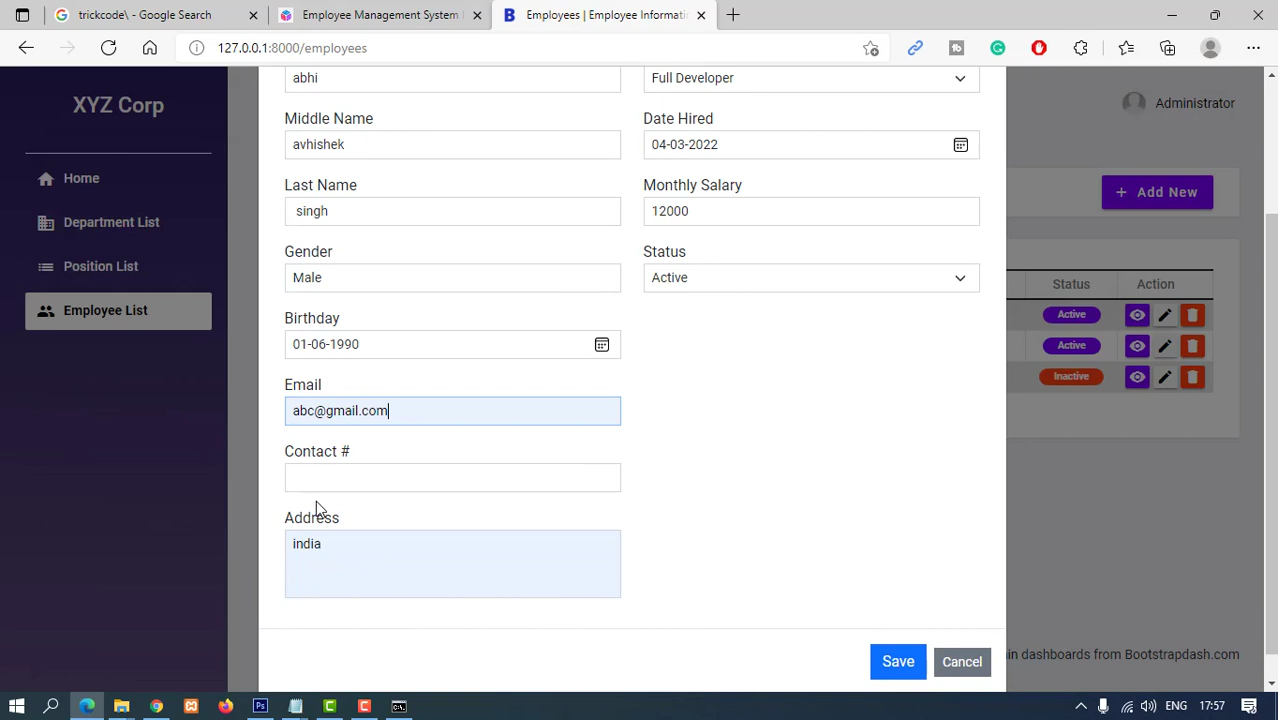 trickcode\ - Google Search
Employee Management System
Employees | Employee Informati
127.0.0.1:8000/employees
XYZ Corp
Home
Department List
Position List
Employee List
Administrator
+ Add New
abhi
Full Developer
Middle Name
Date Hired
avhishek
04-03-2022
Last Name
Monthly Salary
singh
12000
Gender
Status
Male
Active
Birthday
01-06-1990
Email
abc@gmail.com
Contact #
Address
india
Save
Cancel
Status
Action
Active
Active
Inactive
in dashboards from Bootstrapdash.com
ENG
17:57